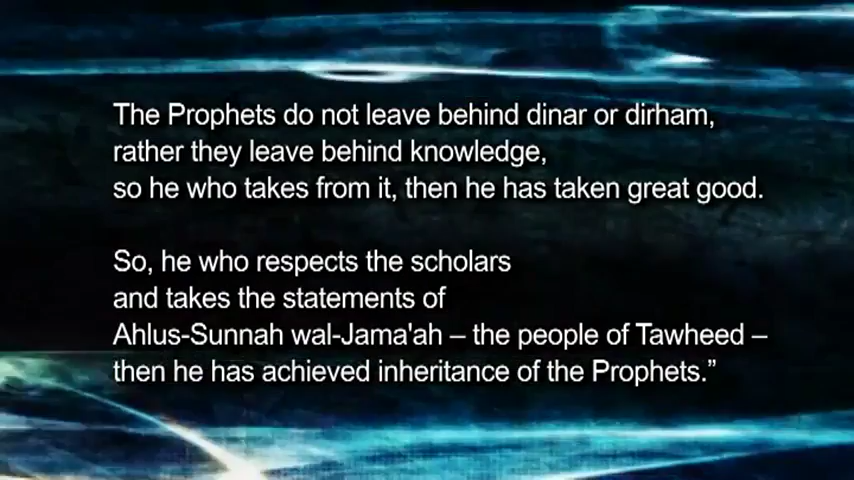 The Prophets do not leave behind dinar or dirham,
rather they leave behind knowledge,
so he who takes from it, then he has taken great good.
So, he who respects the scholars
and takes the statements of
Ahlus-Sunnah wal-Jama'ah – the people of Tawheed –
then he has achieved inheritance of the Prophets.”